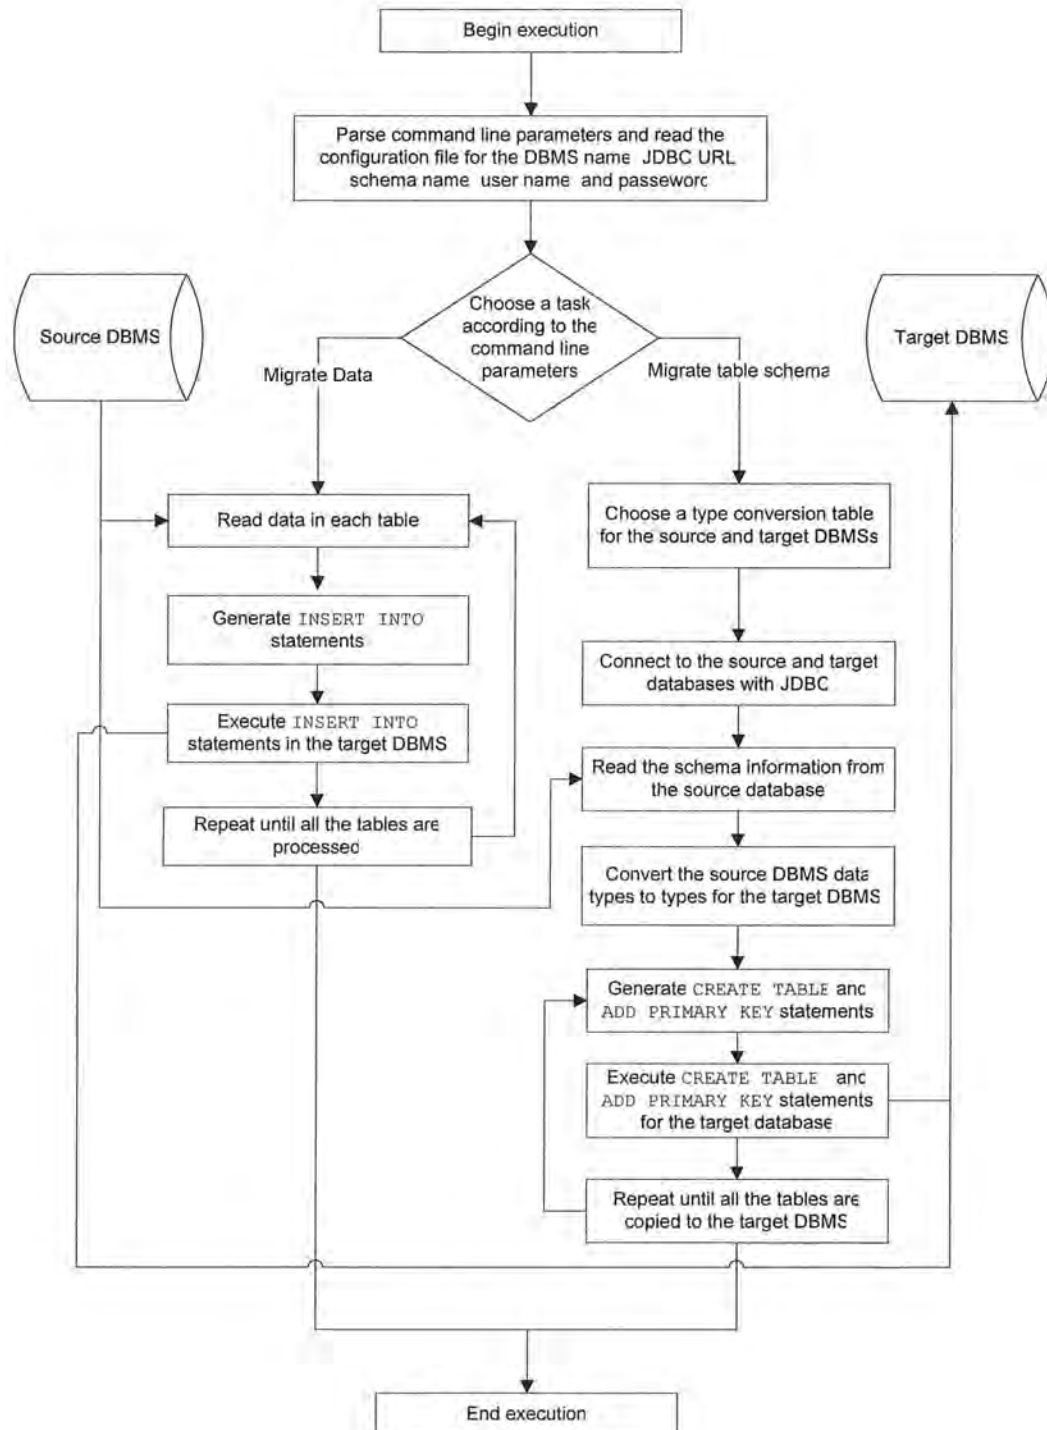 Begin execution
Parse command line parameters and read the
configuration file for the DBMS name JDBC URL
schema name user name and passeword
Choose a task
according to the
command line
parameters
Source DBMS
Target DBMS
Migrate Data
Migrate table schema
Read data in each table
Generate INSERT INTO
statements
Execute INSERT INTO
statements in the target DBMS
Repeat until all the tables are
processed
Choose a type conversion table
for the source and target DBMSs
Connect to the source and target
databases with JDBC
Read the schema information from
the source database
Convert the source DBMS data
types to types for the target DBMS
Generate CREATE TABLE and
ADD PRIMARY KEY statements
Execute CREATE TABLE and
ADD PRIMARY KEY statements
for the target database
Repeat until all the tables are
copied to the target DBMS
End execution